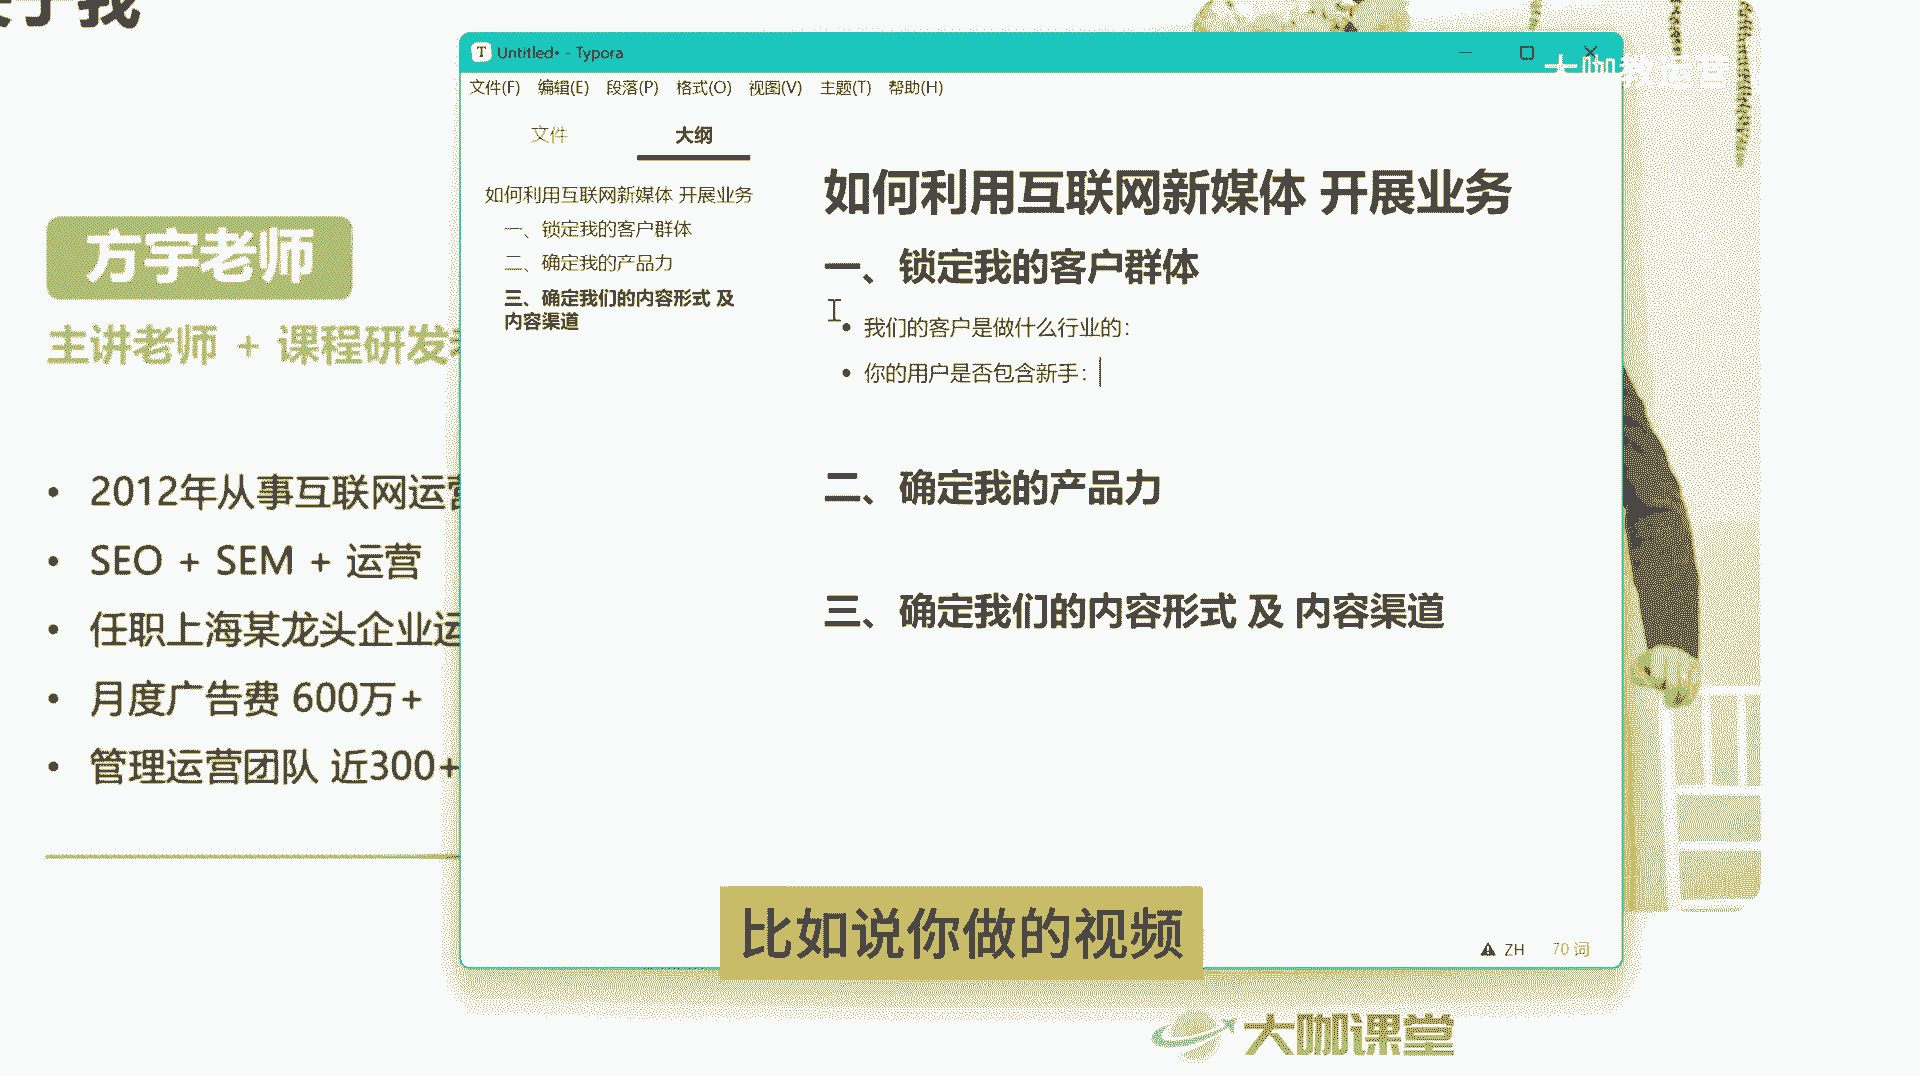 于我
方宇老师
主讲老师 + 课程研发
• 2012年从事互联网运营
• SEO + SEM + 运营
• 任职上海某龙头企业运
• 月度广告费 600万+
• 管理运营团队 近300+
Untitled• - Typora
文件(F) 编辑(E) 段落(P) 格式(O) 视图(V) 主题(T) 帮助(H)
文件 大纲
如何利用互联网新媒体 开展业务
一、锁定我的客户群体
二、确定我的产品力
三、确定我们的内容形式 及
内容渠道
如何利用互联网新媒体 开展业务
一、锁定我的客户群体
• 我们的客户是做什么行业的：
• 你的用户是否包含新手：
二、确定我的产品力
三、确定我们的内容形式 及 内容渠道
ZH 70 词
大咖教运营
比如说你做的视频
大咖课堂